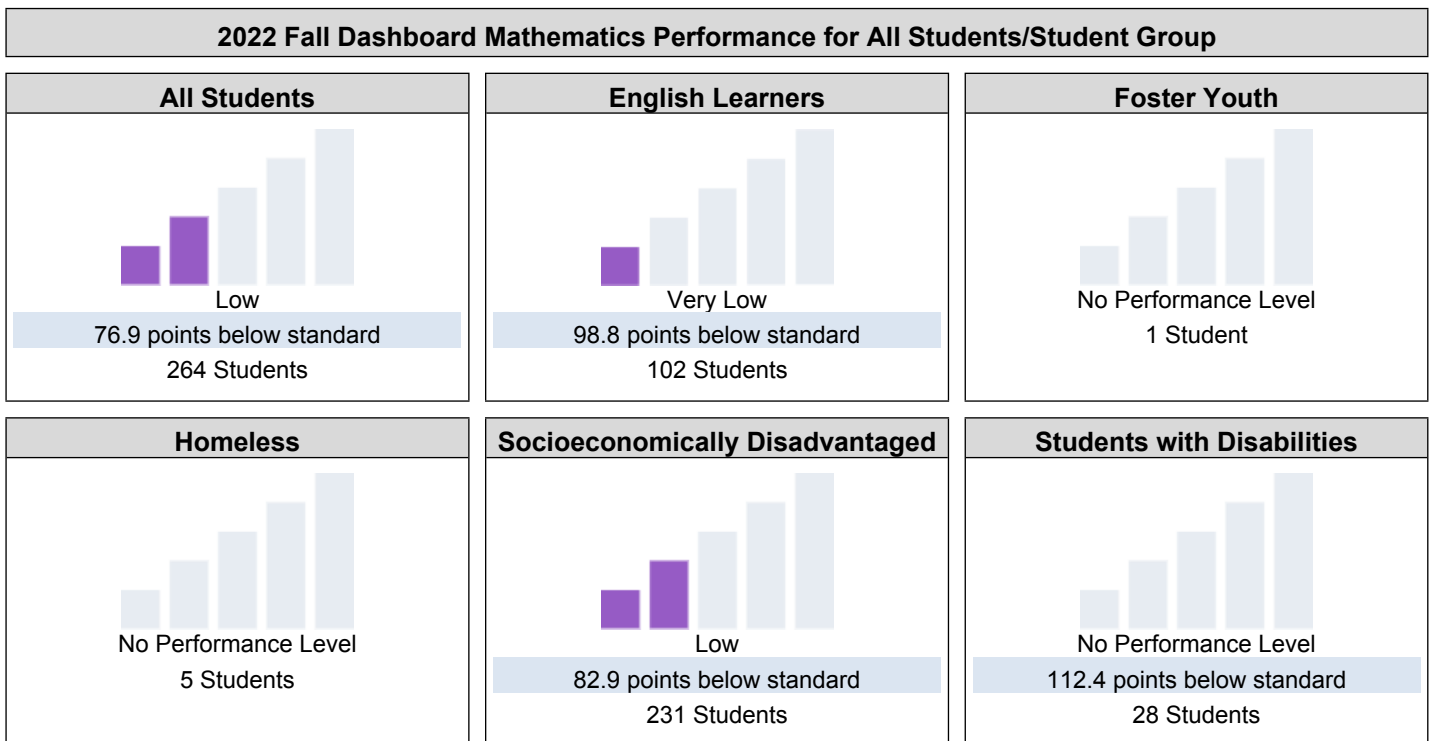 2022 Fall Dashboard Mathematics Performance for All Students/Student Group
All Students
Low
76.9 points below standard
264 Students
English Learners
Very Low
98.8 points below standard
102 Students
Foster Youth
No Performance Level
1 Student
Homeless
No Performance Level
5 Students
Socioeconomically Disadvantaged
Low
82.9 points below standard
231 Students
Students with Disabilities
No Performance Level
112.4 points below standard
28 Students